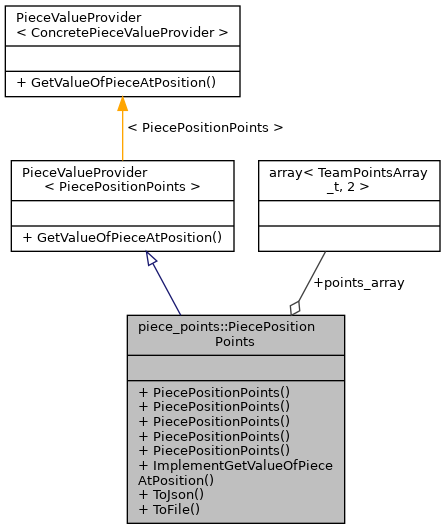 PieceValueProvider
< ConcretePieceValueProvider >
+ GetValueOfPieceAtPosition()
< PiecePositionPoints >
PieceValueProvider
< PiecePositionPoints >
+ GetValueOfPieceAtPosition()
array< TeamPointsArray
_t, 2 >
+points_array
piece_points::PiecePosition
Points
+ PiecePositionPoints()
+ PiecePositionPoints()
+ PiecePositionPoints()
+ PiecePositionPoints()
+ PiecePositionPoints()
+ ImplementGetValueOfPiece
AtPosition()
+ ToJson()
+ ToFile()